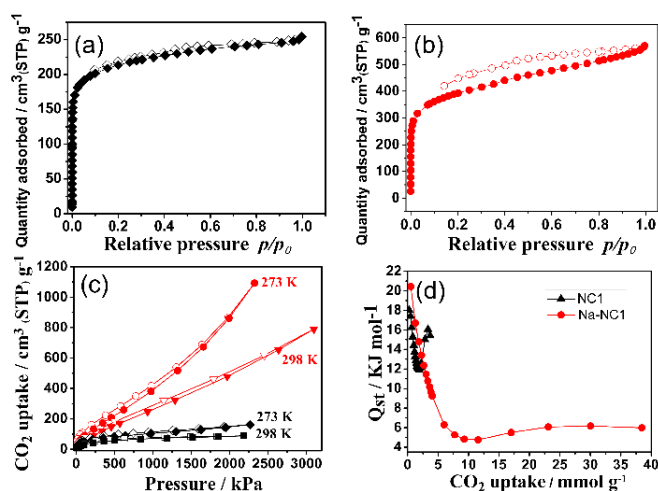 (a)
Quantity adsorbed / cm³(STP) g⁻¹
250
200
150
100
50
0
0.0 0.2 0.4 0.6 0.8 1.0
Relative pressure p/p₀
(b)
Quantity adsorbed / cm³(STP) g⁻¹
600
500
400
300
200
100
0
0.0 0.2 0.4 0.6 0.8 1.0
Relative pressure p/p₀
(c)
CO₂ uptake / cm³ (STP) g⁻¹
1200
1000
800
600
400
200
0
273 K
298 K
273 K
298 K
0 500 1000 1500 2000 2500 3000
Pressure / kPa
(d)
Qst / KJ mol-1
22
20
18
16
14
12
10
8
6
4
NC1
Na-NC1
0 5 10 15 20 25 30 35 40
CO₂ uptake / mmol g⁻¹